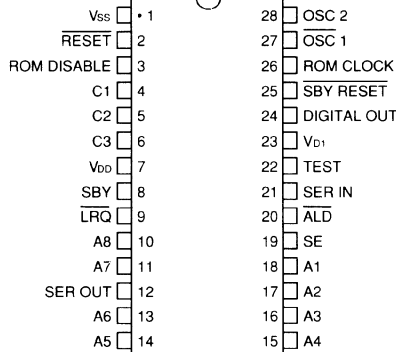 Vss • 1 28 OSC 2
RESET 2 27 OSC 1
ROM DISABLE 3 26 ROM CLOCK
C1 4 25 SBY RESET
C2 5 24 DIGITAL OUT
C3 6 23 VD1
VDD 7 22 TEST
SBY 8 21 SER IN
LRQ 9 20 ALD
A8 10 19 SE
A7 11 18 A1
SER OUT 12 17 A2
A6 13 16 A3
A5 14 15 A4